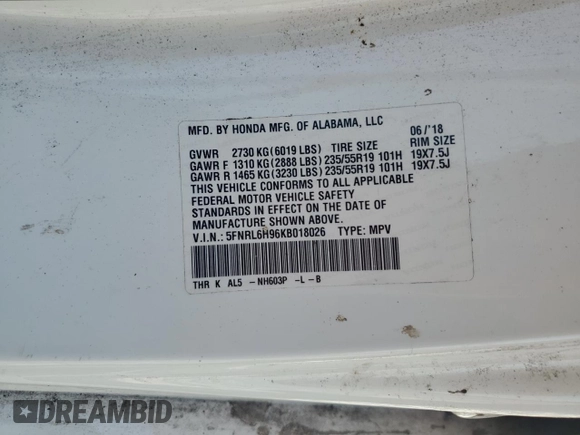 MFD. BY HONDA MFG. OF ALABAMA, LLC 06/'18
GVWR 2730 KG(6019 LBS) TIRE SIZE RIM SIZE
GAWR F 1310 KG(2888 LBS) 235/55R19 101H 19X7.5J
GAWR R 1465 KG(3230 LBS) 235/55R19 101H 19X7.5J
THIS VEHICLE CONFORMS TO ALL APPLICABLE
FEDERAL MOTOR VEHICLE SAFETY
STANDARDS IN EFFECT ON THE DATE OF
MANUFACTURE SHOWN ABOVE.
V.I.N.: 5FNRL6H96KB018026 TYPE: MPV
THR K AL5 -NH603P -L -B
DREAMBID